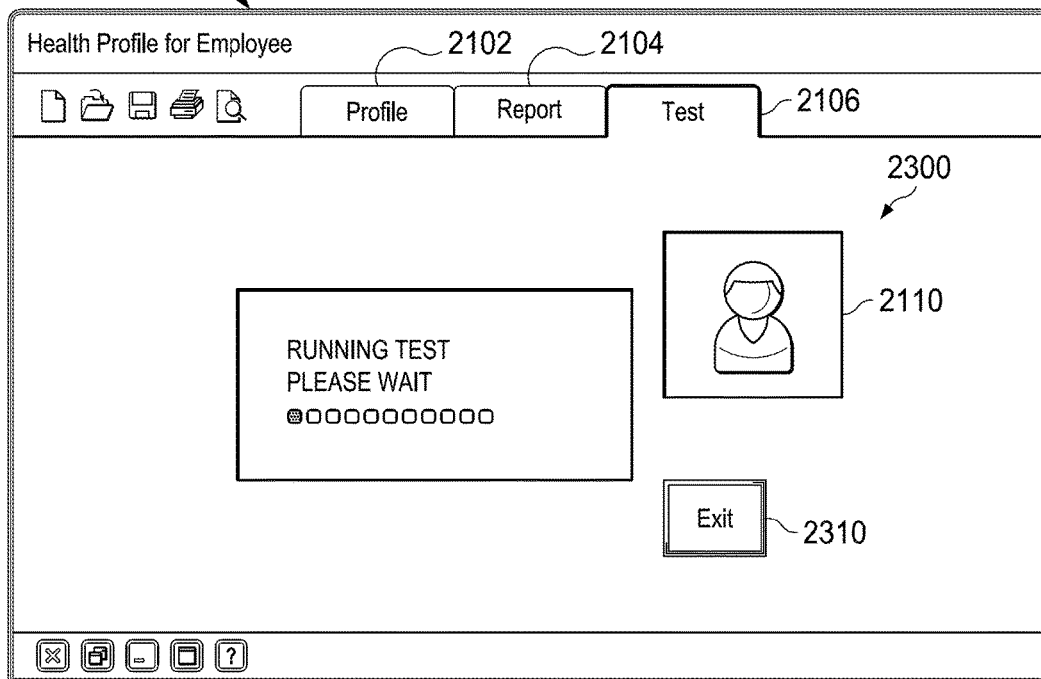 Health Profile for Employee
2102
2104
Profile
Report
Test
2106
2300
2110
RUNNING TEST
PLEASE WAIT
Exit
2310
?